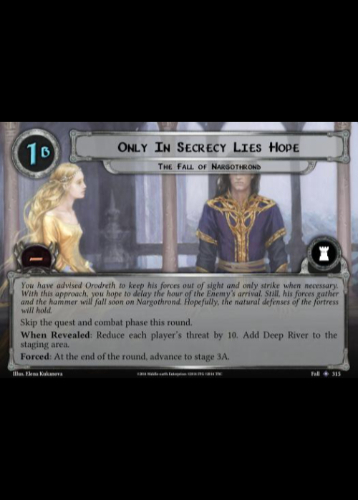 1B
ONLY IN SECRECY LIES HOPE
THE FALL OF NARGOTHROND
–
You have advised Orodreth to keep his forces out of sight and only strike when necessary.
With this approach, you hope to delay the hour of the Enemy's arrival. Still, his forces gather
and the hammer will fall soon on Nargothrond. Hopefully, the natural defenses of the fortress
will hold.
Skip the quest and combat phase this round.
When Revealed: Reduce each player's threat by 10. Add Deep River to the
staging area.
Forced: At the end of the round, advance to stage 3A.
Illus. Elena Kukanova
Fall 315